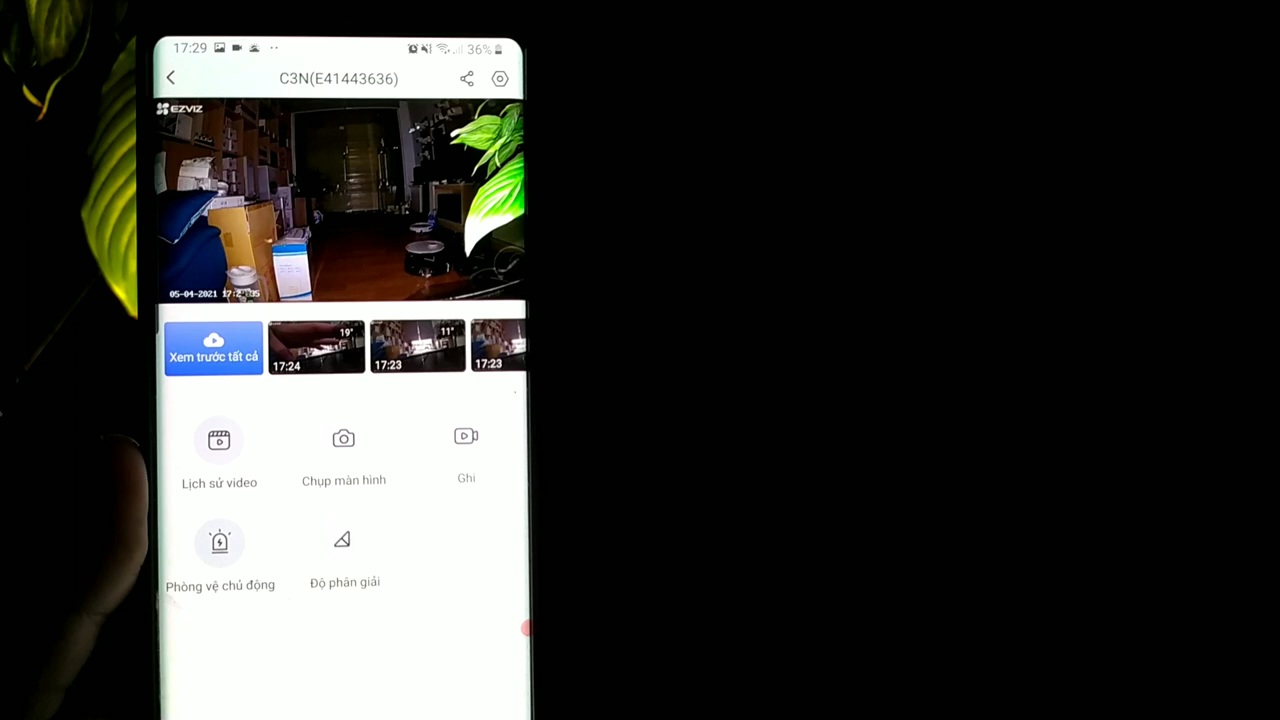 17:29
36%
C3N(E41443636)
EZVIZ
05-04-2021
Xem trước tất cả
19"
17:24
11"
17:23
17:23
Lịch sử video
Chụp màn hình
Ghi
Phòng vệ chủ động
Độ phân giải